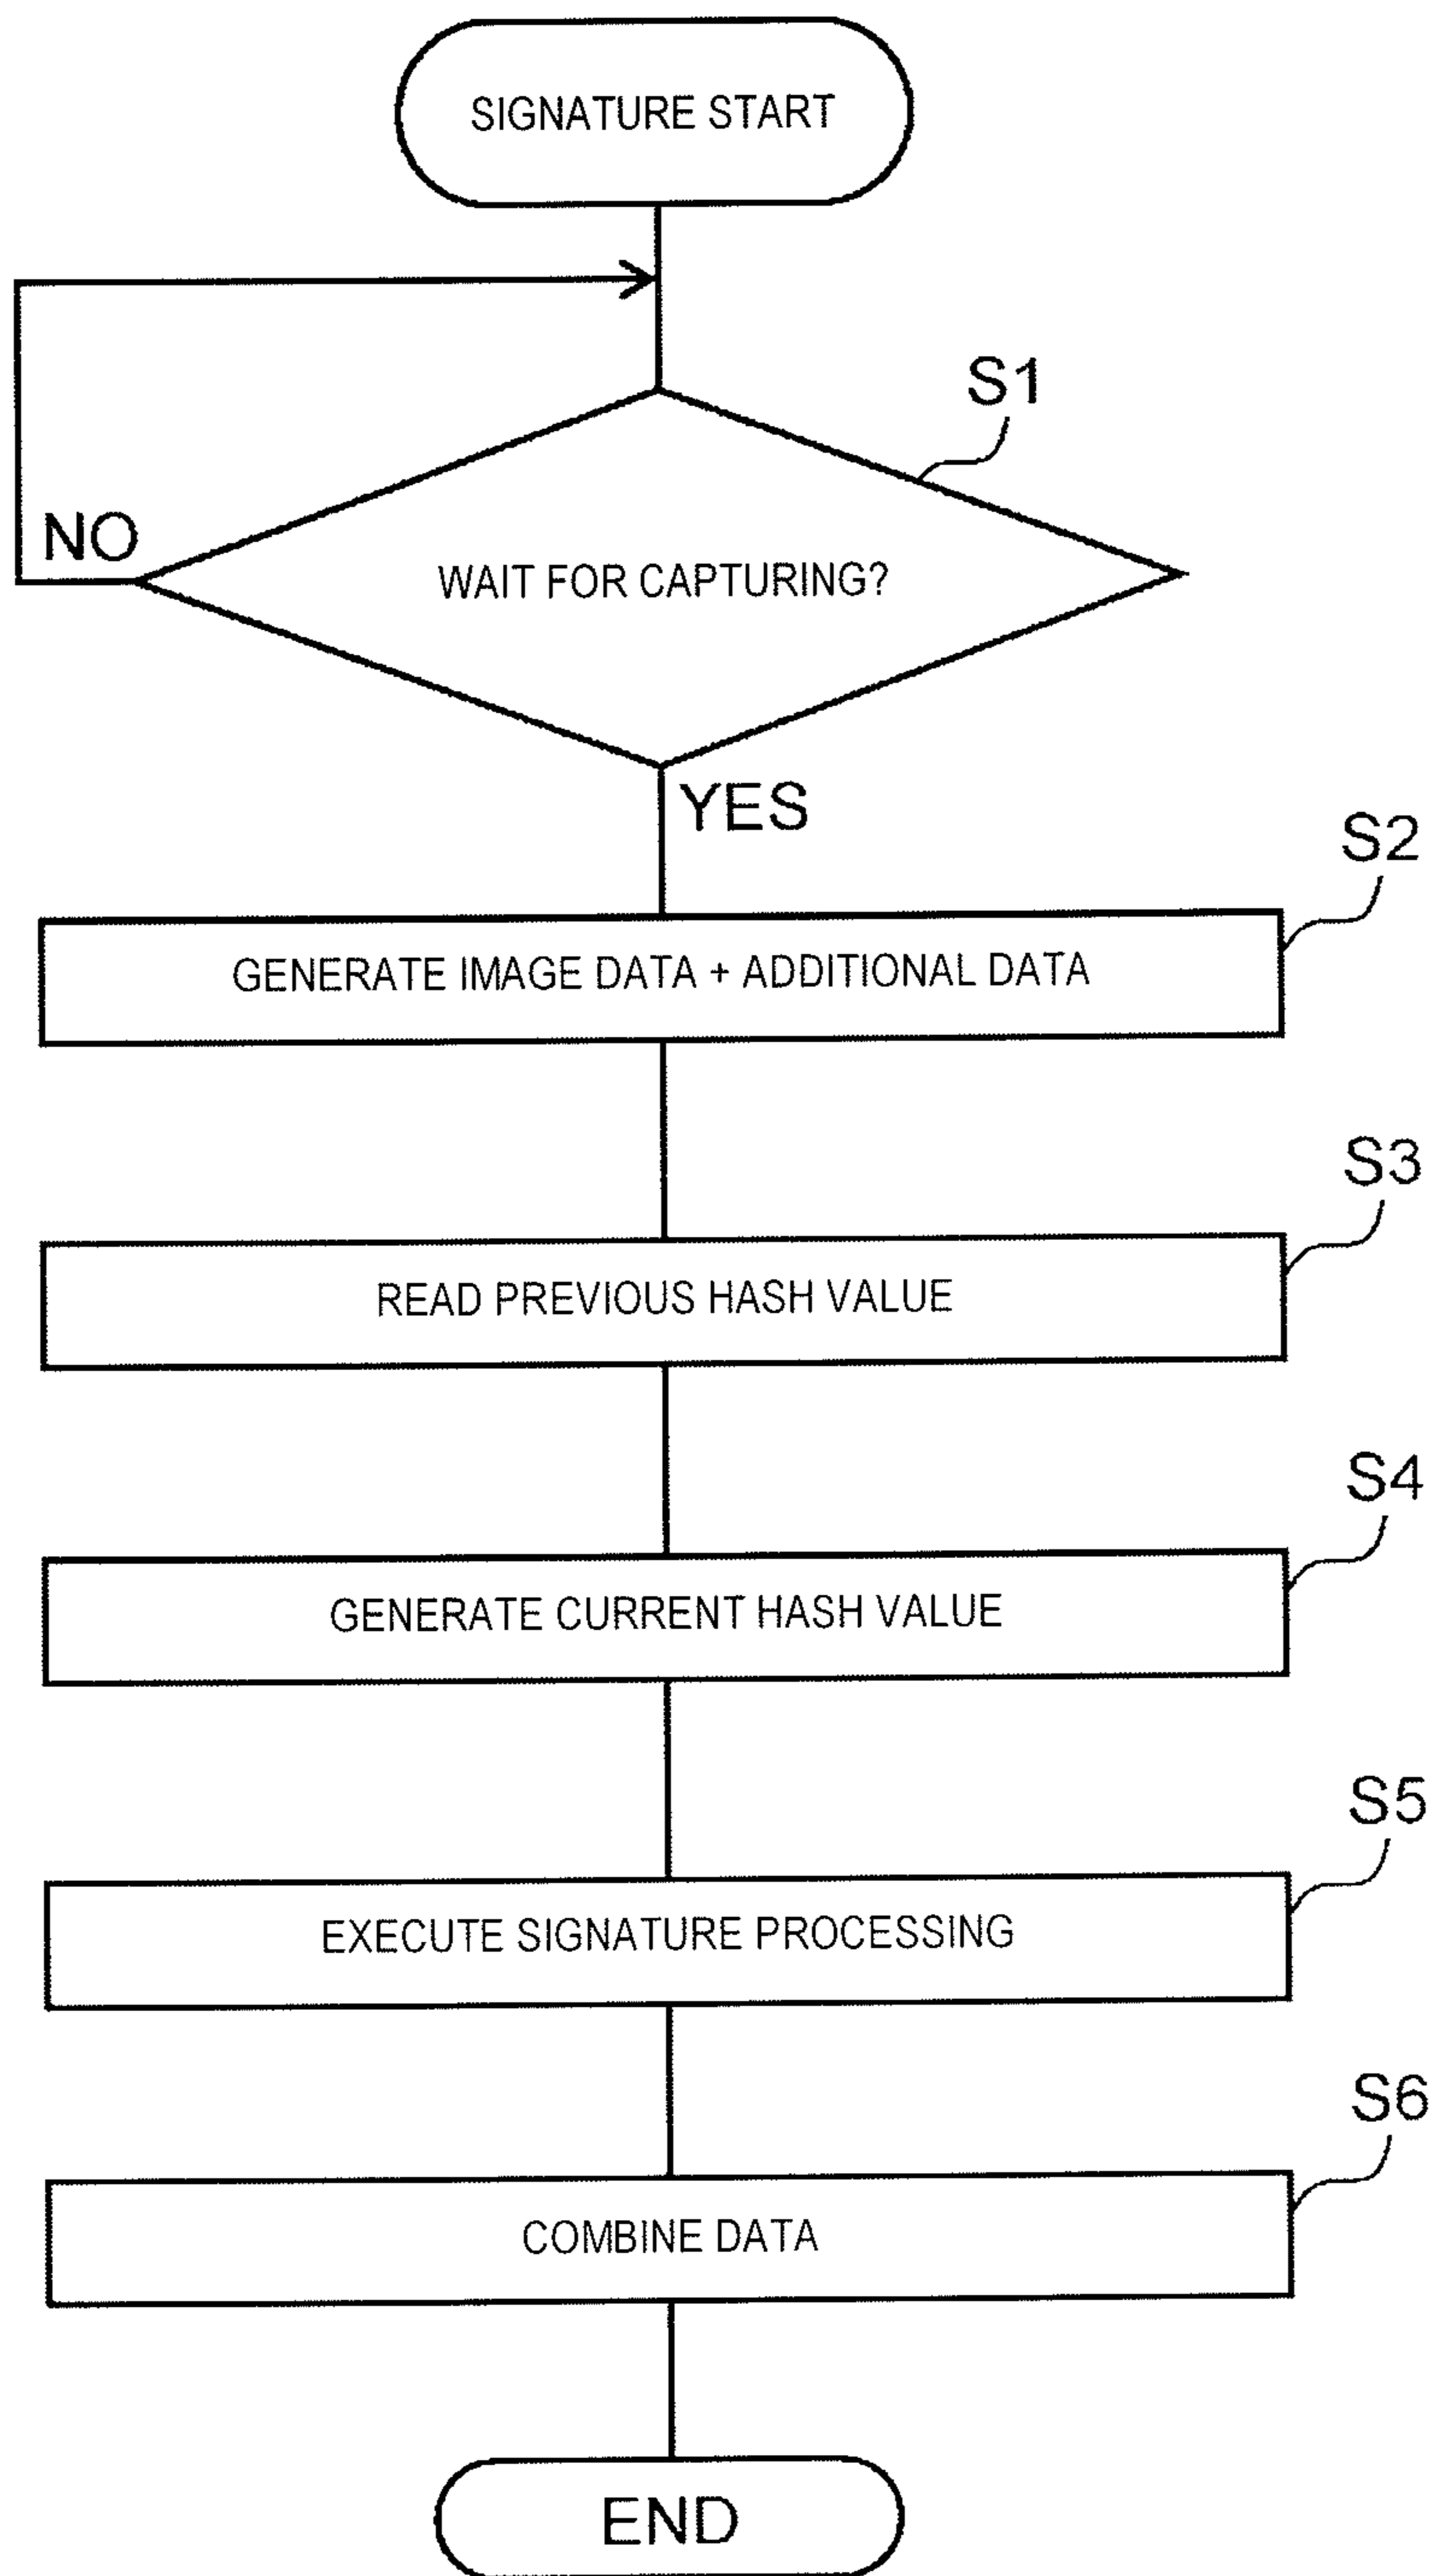 SIGNATURE START
S1
NO
WAIT FOR CAPTURING?
YES
S2
GENERATE IMAGE DATA + ADDITIONAL DATA
S3
READ PREVIOUS HASH VALUE
S4
GENERATE CURRENT HASH VALUE
S5
EXECUTE SIGNATURE PROCESSING
S6
COMBINE DATA
END